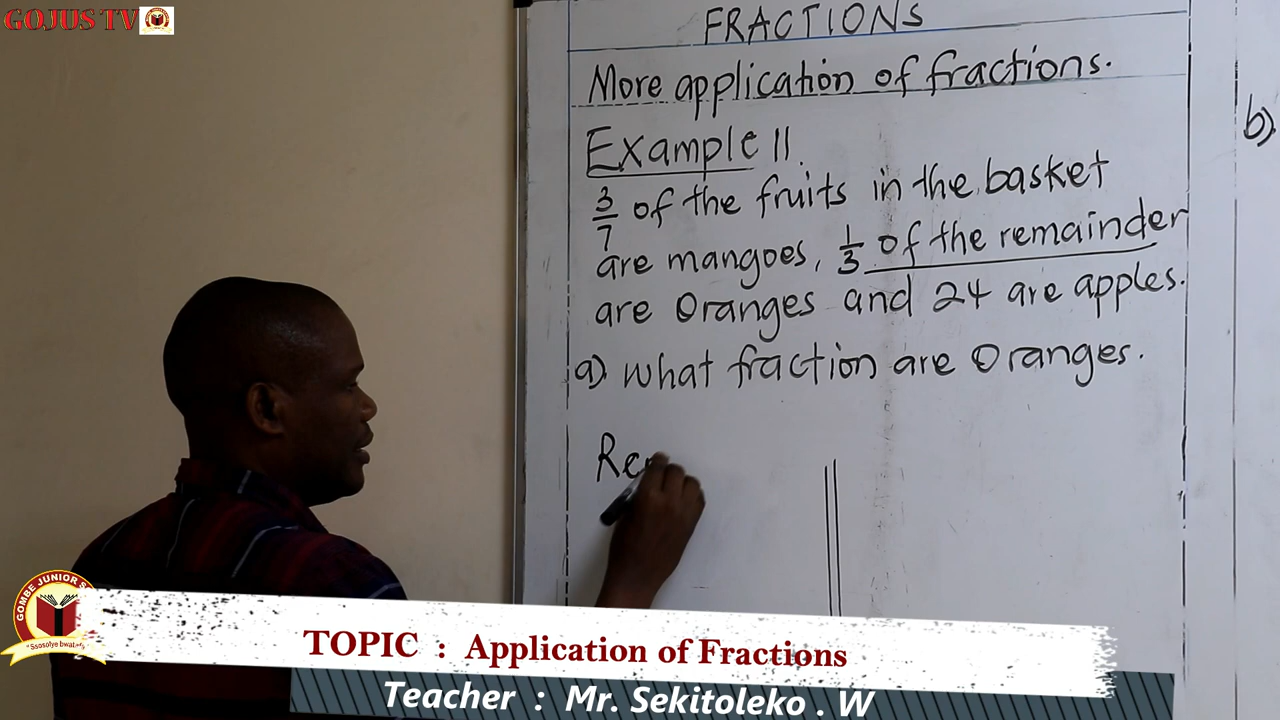 GOJUS TV
FRACTIONS
More application of fractions.
Example 11.
3/7 of the fruits in the basket
are mangoes, 1/3 of the remainder
are Oranges and 24 are apples.
a) What fraction are Oranges.
b)
Re
GOMBE JUNIOR
TOPIC : Application of Fractions
Teacher : Mr. Sekitoleko . W